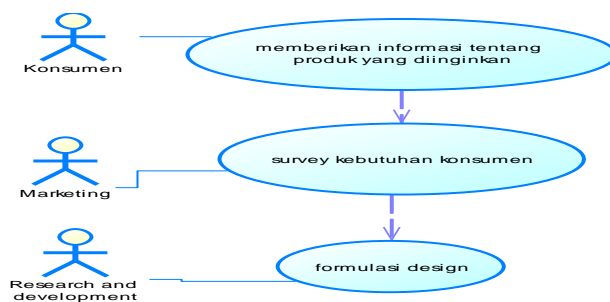 memberikan informasi tentang
produk yang diinginkan
Konsumen
survey kebutuhan konsumen
Marketing
formulasi design
Research and
development